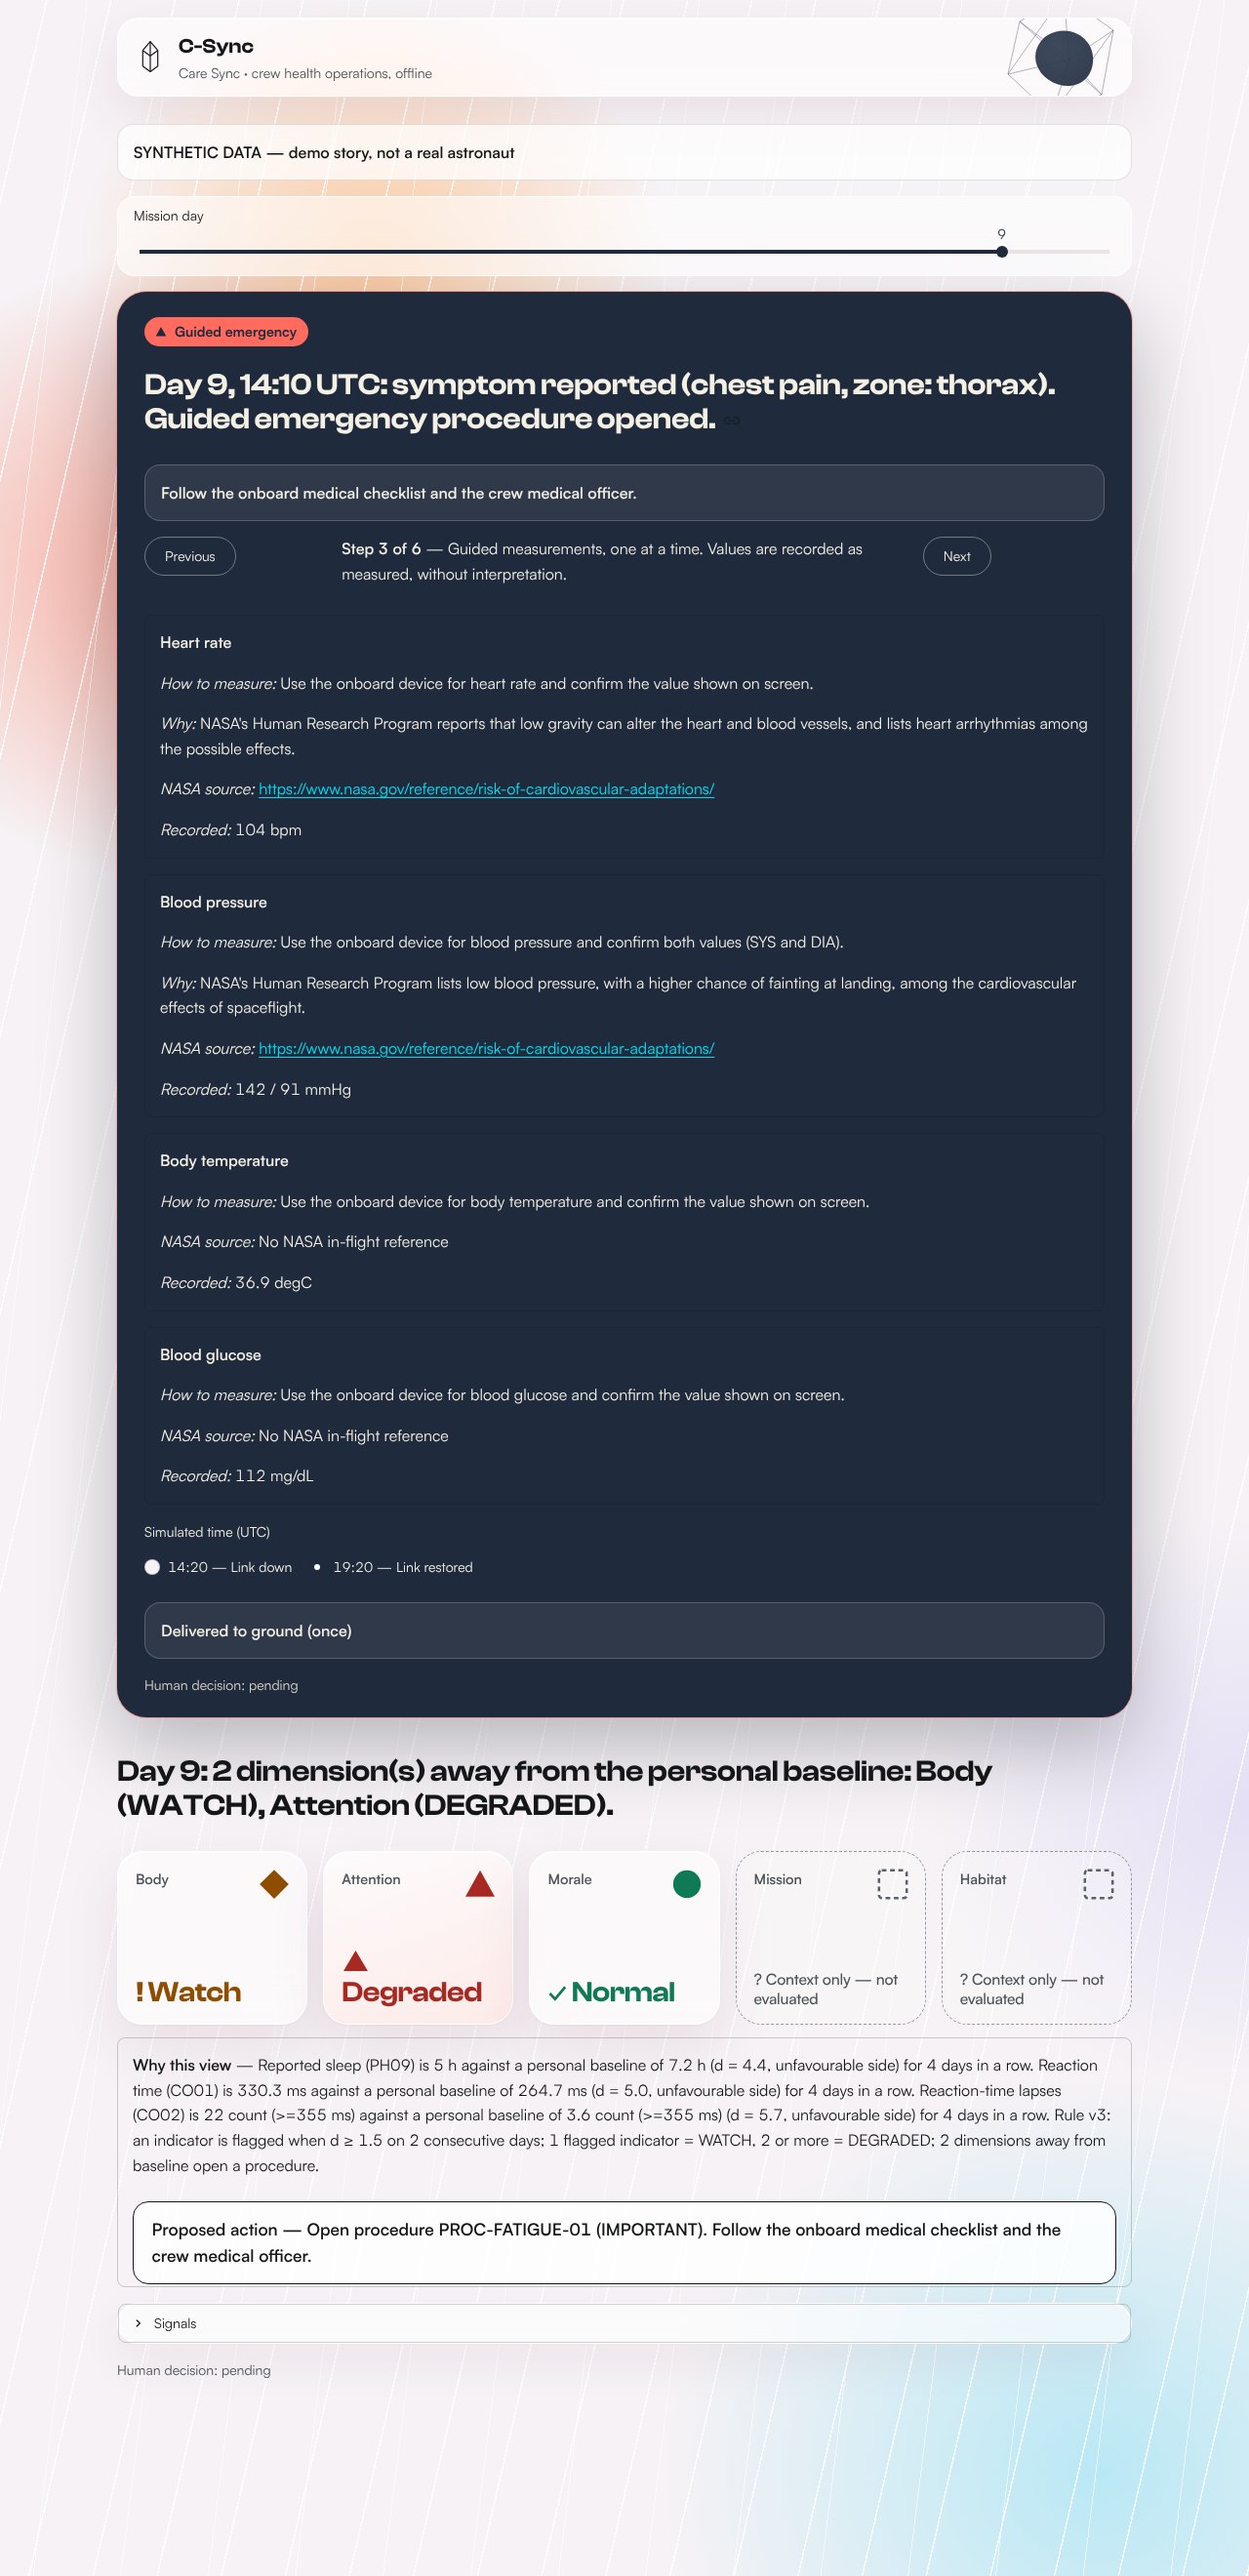 C-Sync
Care Sync · crew health operations, offline
SYNTHETIC DATA — demo story, not a real astronaut
Mission day
9
Guided emergency
Day 9, 14:10 UTC: symptom reported (chest pain, zone: thorax).
Guided emergency procedure opened.
Follow the onboard medical checklist and the crew medical officer.
Previous
Step 3 of 6 — Guided measurements, one at a time. Values are recorded as
measured, without interpretation.
Next
Heart rate
How to measure: Use the onboard device for heart rate and confirm the value shown on screen.
Why: NASA's Human Research Program reports that low gravity can alter the heart and blood vessels, and lists heart arrhythmias among
the possible effects.
NASA source: https://www.nasa.gov/reference/risk-of-cardiovascular-adaptations/
Recorded: 104 bpm
Blood pressure
How to measure: Use the onboard device for blood pressure and confirm both values (SYS and DIA).
Why: NASA's Human Research Program lists low blood pressure, with a higher chance of fainting at landing, among the cardiovascular
effects of spaceflight.
NASA source: https://www.nasa.gov/reference/risk-of-cardiovascular-adaptations/
Recorded: 142 / 91 mmHg
Body temperature
How to measure: Use the onboard device for body temperature and confirm the value shown on screen.
NASA source: No NASA in-flight reference
Recorded: 36.9 degC
Blood glucose
How to measure: Use the onboard device for blood glucose and confirm the value shown on screen.
NASA source: No NASA in-flight reference
Recorded: 112 mg/dL
Simulated time (UTC)
14:20 — Link down
19:20 — Link restored
Delivered to ground (once)
Human decision: pending
Day 9: 2 dimension(s) away from the personal baseline: Body
(WATCH), Attention (DEGRADED).
Body
! Watch
Attention
Degraded
Morale
✓ Normal
Mission
? Context only — not
evaluated
Habitat
? Context only — not
evaluated
Why this view — Reported sleep (PH09) is 5 h against a personal baseline of 7.2 h (d = 4.4, unfavourable side) for 4 days in a row. Reaction
time (CO01) is 330.3 ms against a personal baseline of 264.7 ms (d = 5.0, unfavourable side) for 4 days in a row. Reaction-time lapses
(CO02) is 22 count (>=355 ms) against a personal baseline of 3.6 count (>=355 ms) (d = 5.7, unfavourable side) for 4 days in a row. Rule v3:
an indicator is flagged when d ≥ 1.5 on 2 consecutive days; 1 flagged indicator = WATCH, 2 or more = DEGRADED; 2 dimensions away from
baseline open a procedure.
Proposed action — Open procedure PROC-FATIGUE-01 (IMPORTANT). Follow the onboard medical checklist and the
crew medical officer.
Signals
Human decision: pending